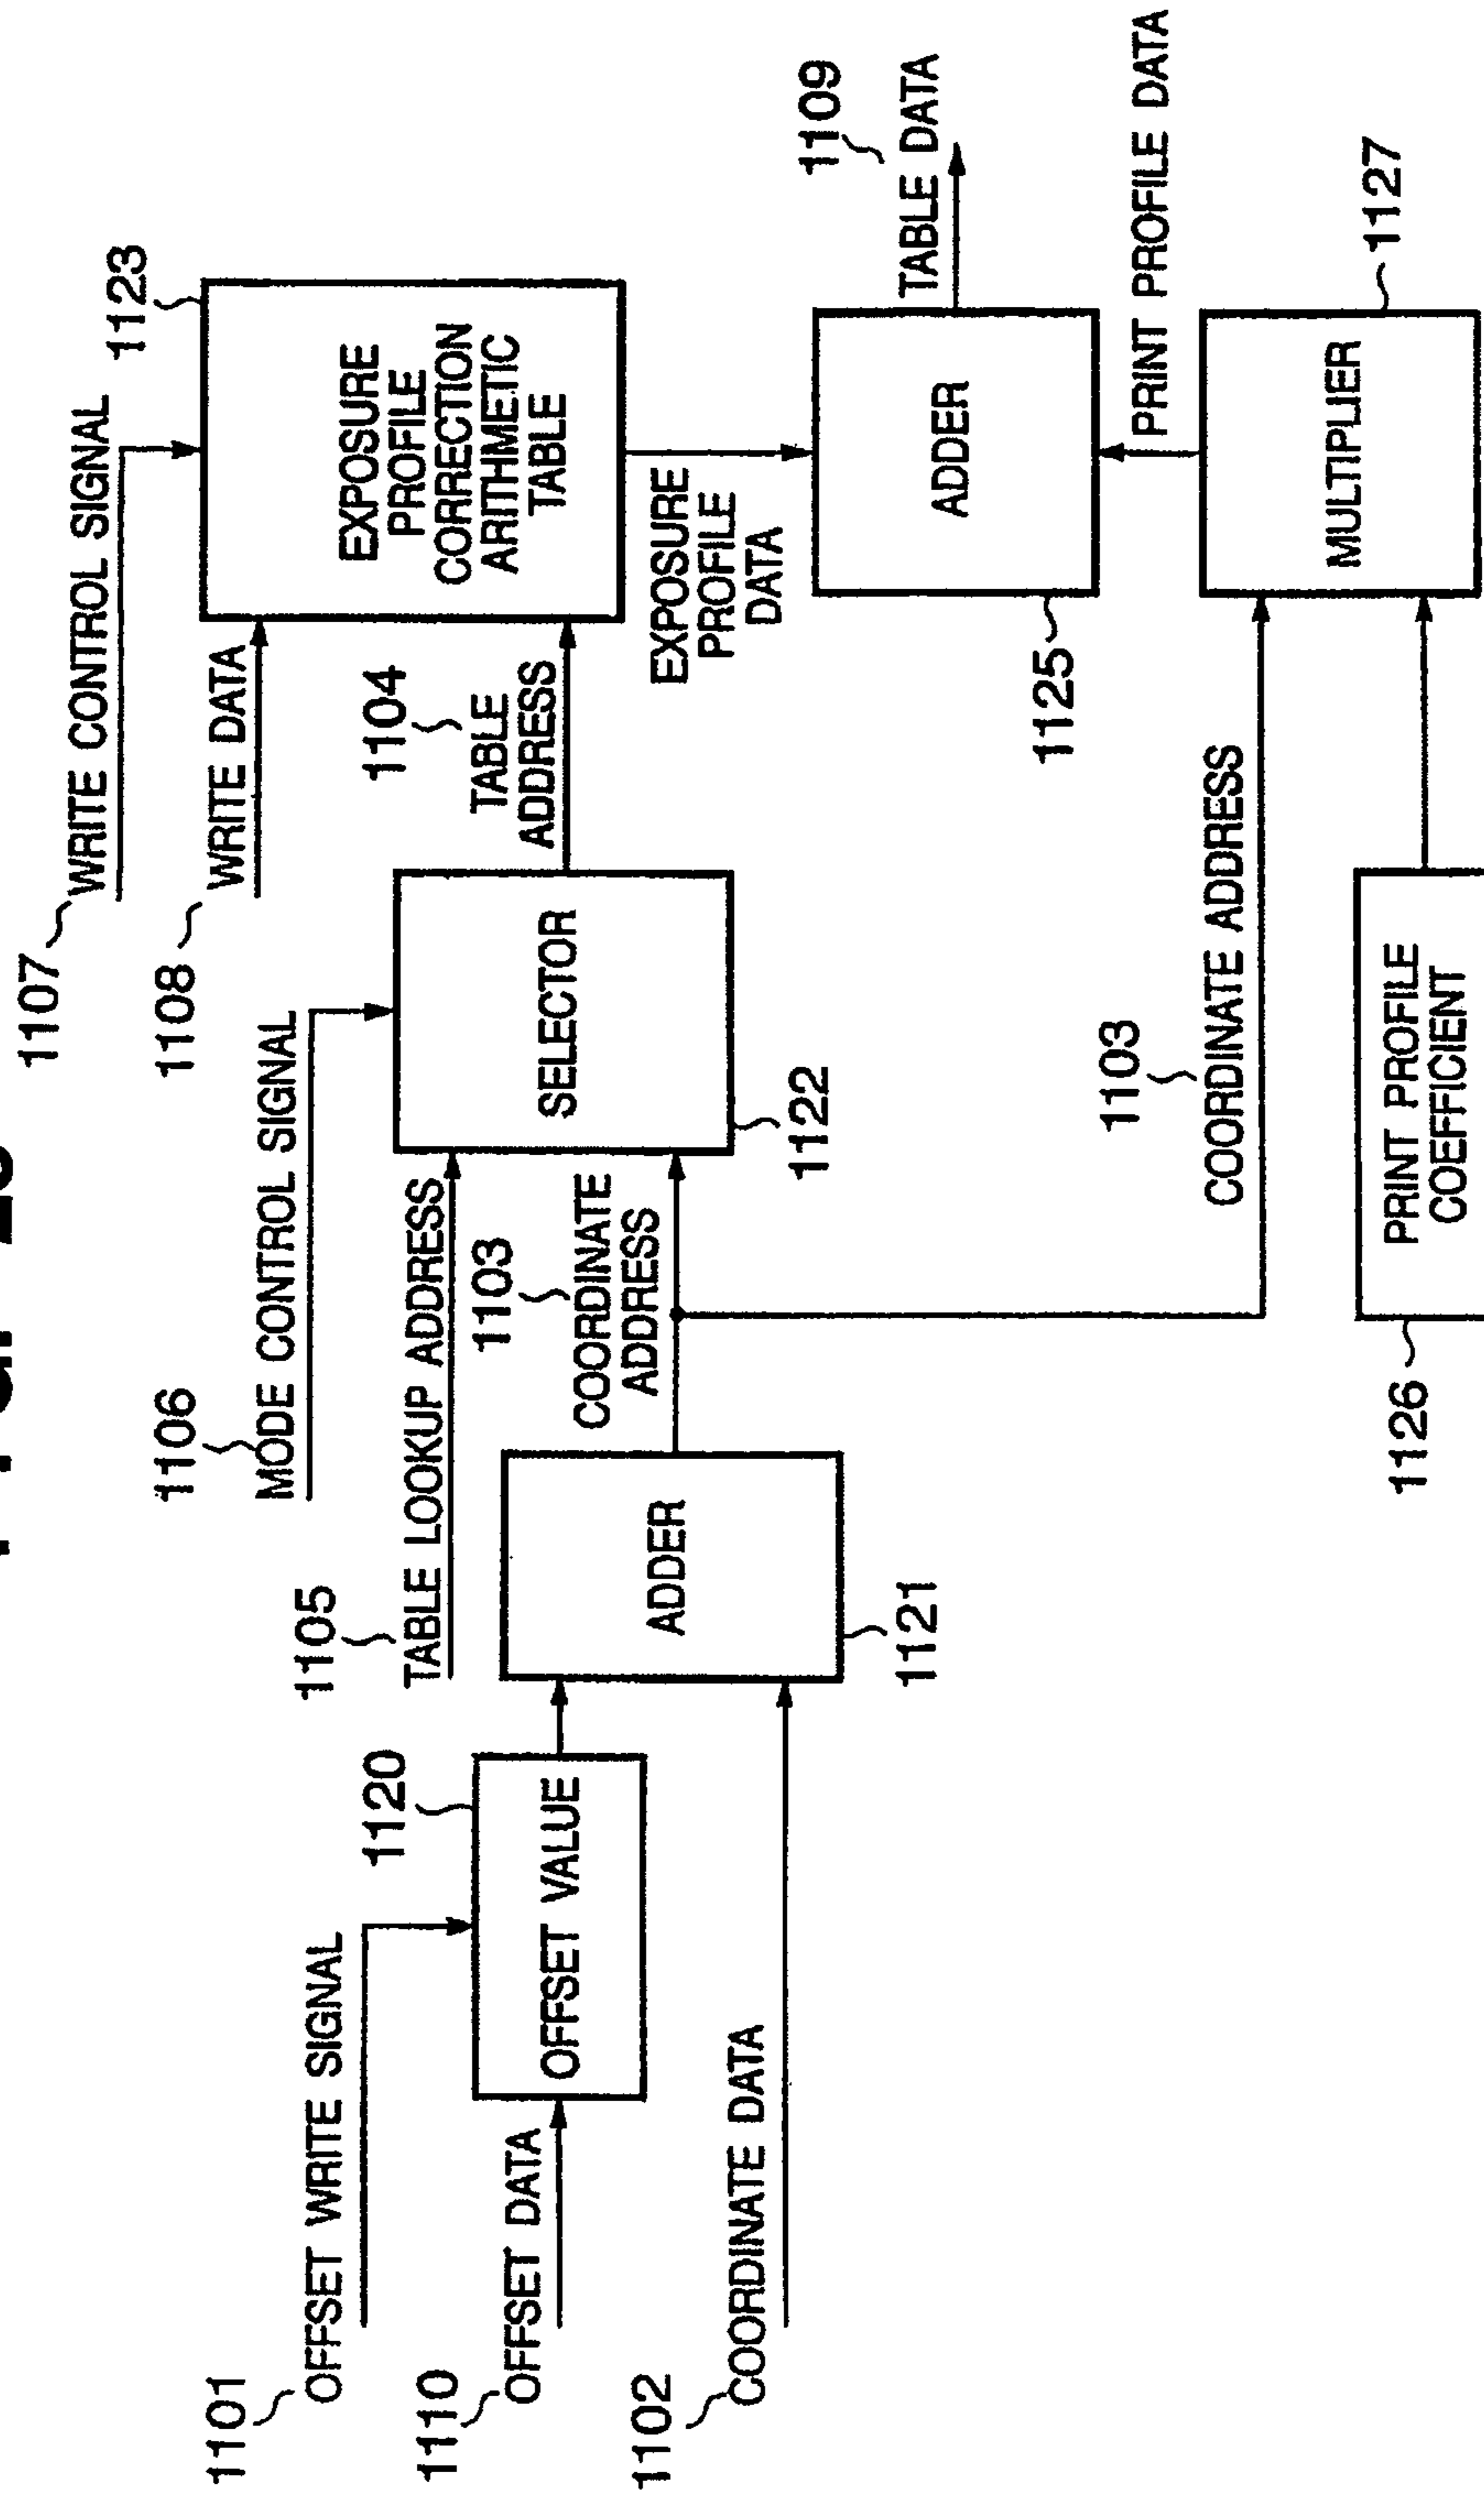 1107
WRITE CONTROL SIGNAL
1123
1108
WRITE DATA
1106
MODE CONTROL SIGNAL
EXPOSURE
PROFILE
CORRECTION
ARITHMETIC
TABLE
1101
OFFSET WRITE SIGNAL
1105
TABLE LOOKUP ADDRESS
1104
TABLE
ADDRESS
SELECTOR
1120
1110
OFFSET DATA
OFFSET VALUE
1103
COORDINATE
ADDRESS
1122
EXPOSURE
PROFILE
DATA
ADDER
1121
1102
COORDINATE DATA
1109
TABLE DATA
ADDER
1125
1103
COORDINATE ADDRESS
PRINT PROFILE DATA
MULTIPLIER
1127
PRINT PROFILE
COEFFICIENT
1126